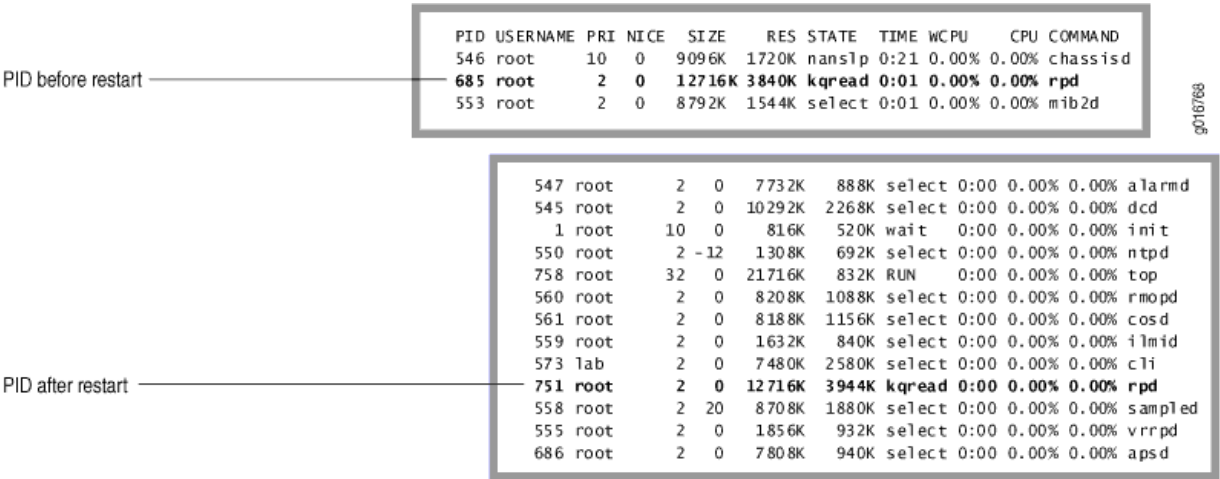 PID USERNAME PRI NICE SIZE RES STATE TIME WCPU CPU COMMAND
546 root 10 0 9096K 1720K nanslp 0:21 0.00% 0.00% chassisd
PID before restart
685 root 2 0 12716K 3840K kqread 0:01 0.00% 0.00% rpd
553 root 2 0 8792K 1544K select 0:01 0.00% 0.00% mib2d
g016768
547 root 2 0 7732K 888K select 0:00 0.00% 0.00% alarmd
545 root 2 0 10292K 2268K select 0:00 0.00% 0.00% dcd
1 root 10 0 816K 520K wait 0:00 0.00% 0.00% init
550 root 2 -12 1308K 692K select 0:00 0.00% 0.00% ntpd
758 root 32 0 21716K 832K RUN 0:00 0.00% 0.00% top
560 root 2 0 8208K 1088K select 0:00 0.00% 0.00% rmopd
561 root 2 0 8188K 1156K select 0:00 0.00% 0.00% cosd
559 root 2 0 1632K 840K select 0:00 0.00% 0.00% ilmid
573 lab 2 0 7480K 2580K select 0:00 0.00% 0.00% cli
PID after restart
751 root 2 0 12716K 3944K kqread 0:00 0.00% 0.00% rpd
558 root 2 20 8708K 1880K select 0:00 0.00% 0.00% sampled
555 root 2 0 1856K 932K select 0:00 0.00% 0.00% vrrpd
686 root 2 0 7808K 940K select 0:00 0.00% 0.00% apsd